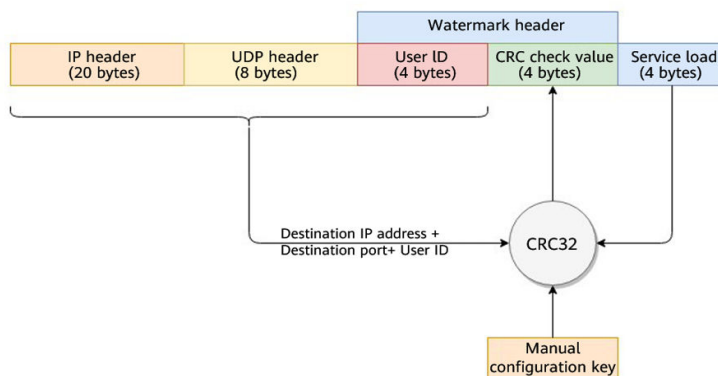 Watermark header
IP header
(20 bytes)
UDP header
(8 bytes)
User ID
(4 bytes)
CRC check value
(4 bytes)
Service load
(4 bytes)
Destination IP address +
Destination port+ User ID
CRC32
Manual
configuration key